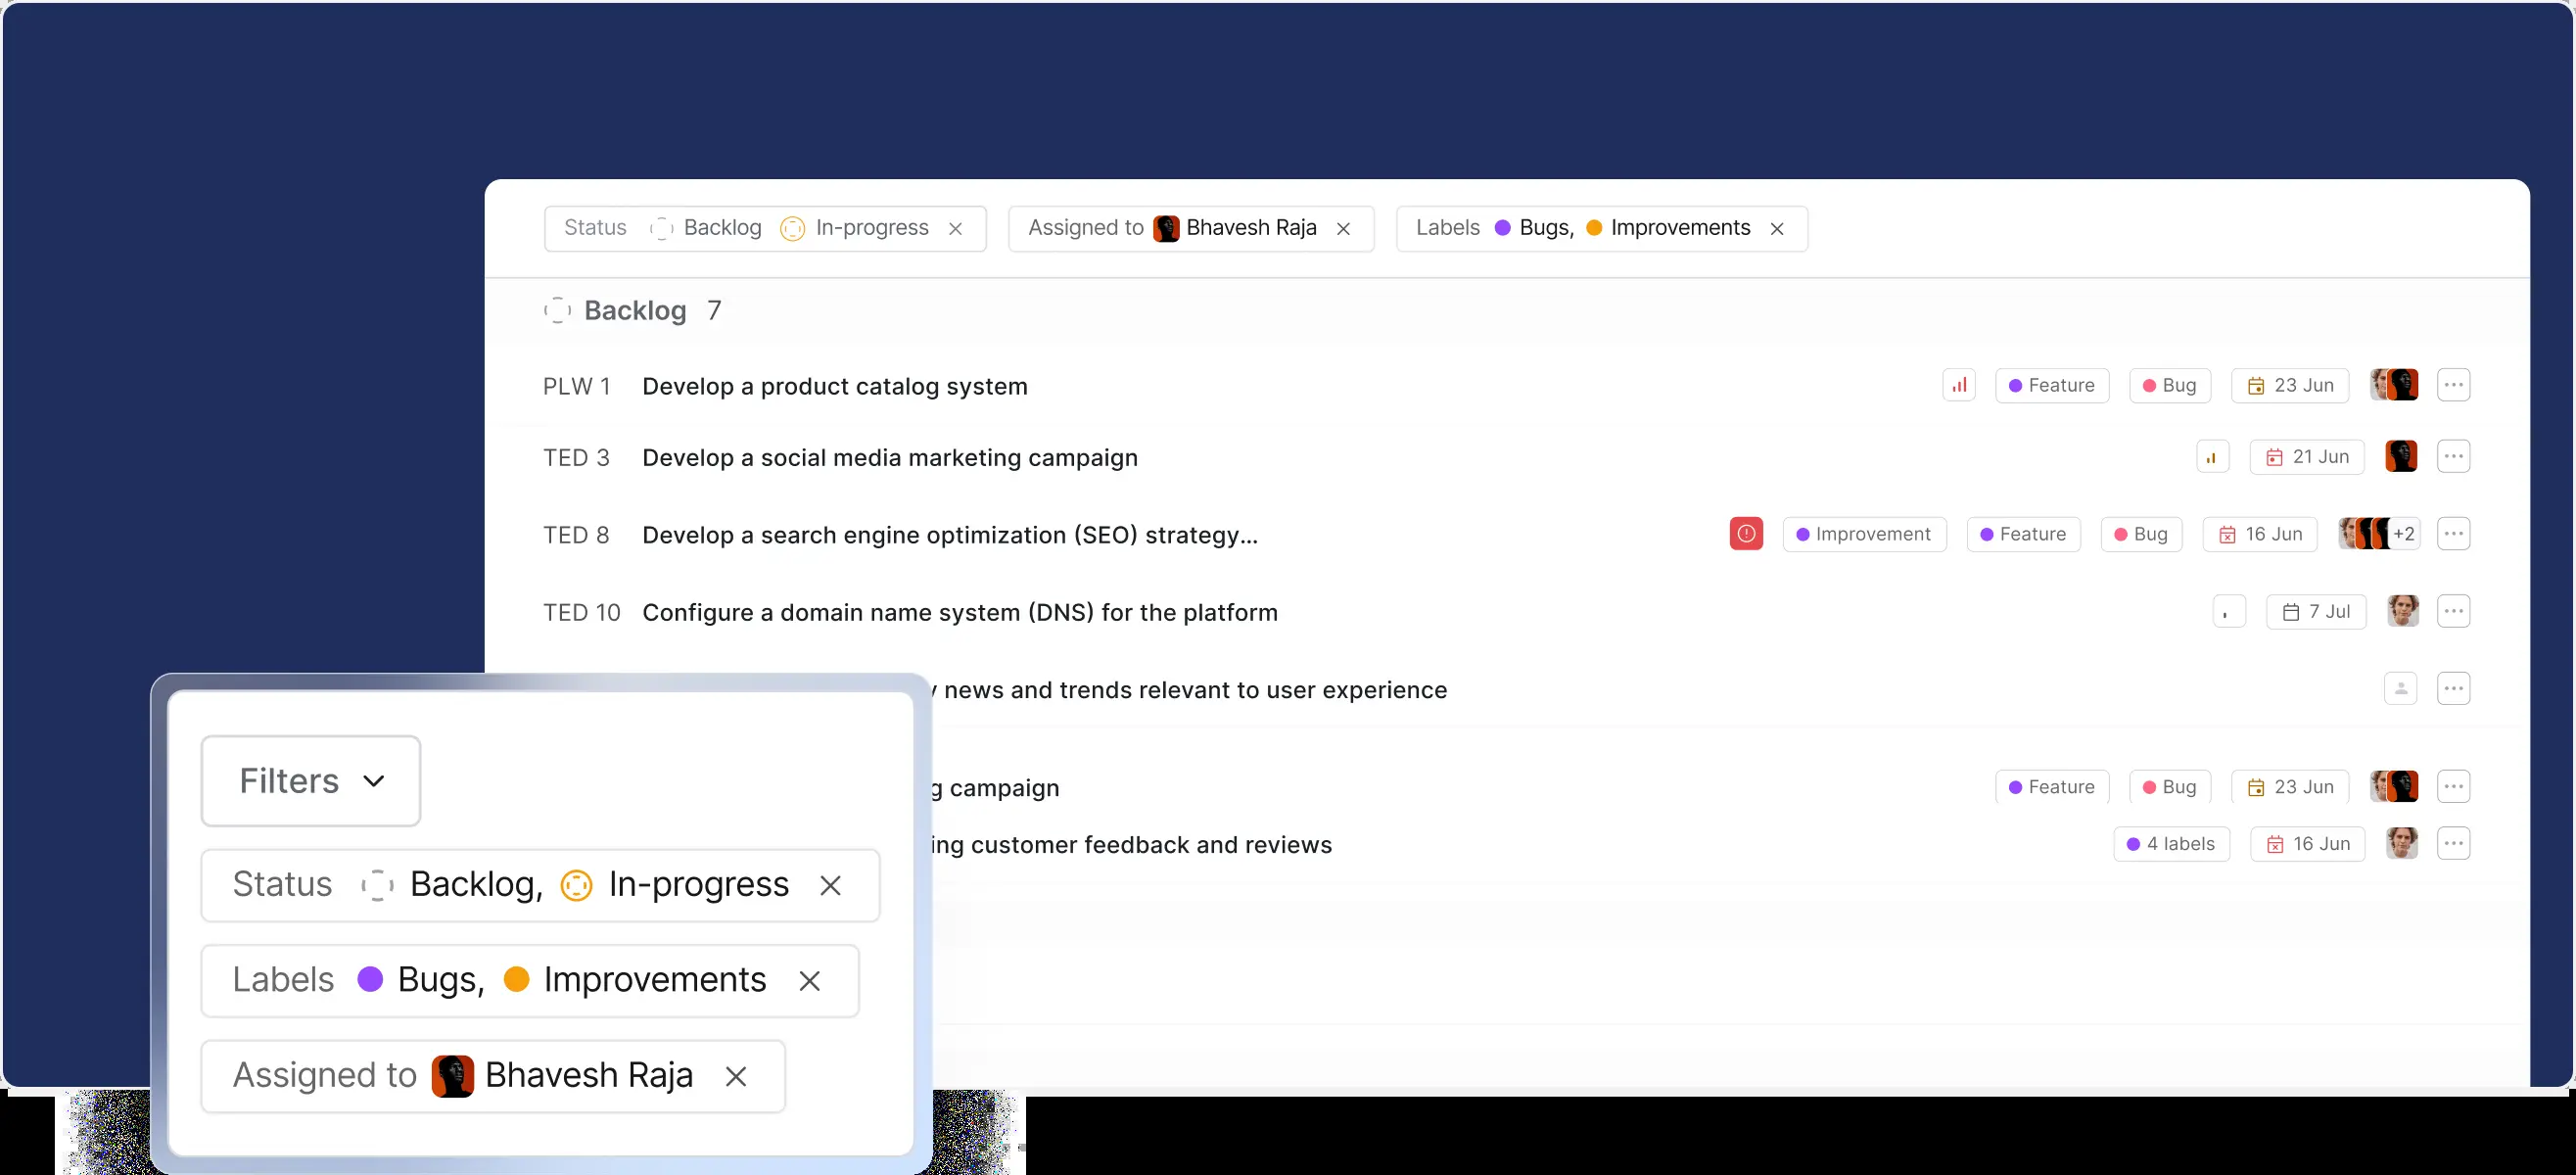 Status Backlog In-progress Assigned to Bhavesh Raja Labels Bugs, Improvements
Backlog 7
PLW 1 Develop a product catalog system Feature Bug 23 Jun
TED 3 Develop a social media marketing campaign 21 Jun
TED 8 Develop a search engine optimization (SEO) strategy... Improvement Feature Bug 16 Jun +2
TED 10 Configure a domain name system (DNS) for the platform 7 Jul
news and trends relevant to user experience
campaign Feature Bug 23 Jun
ing customer feedback and reviews 4 labels 16 Jun
Filters
Status Backlog, In-progress
Labels Bugs, Improvements
Assigned to Bhavesh Raja